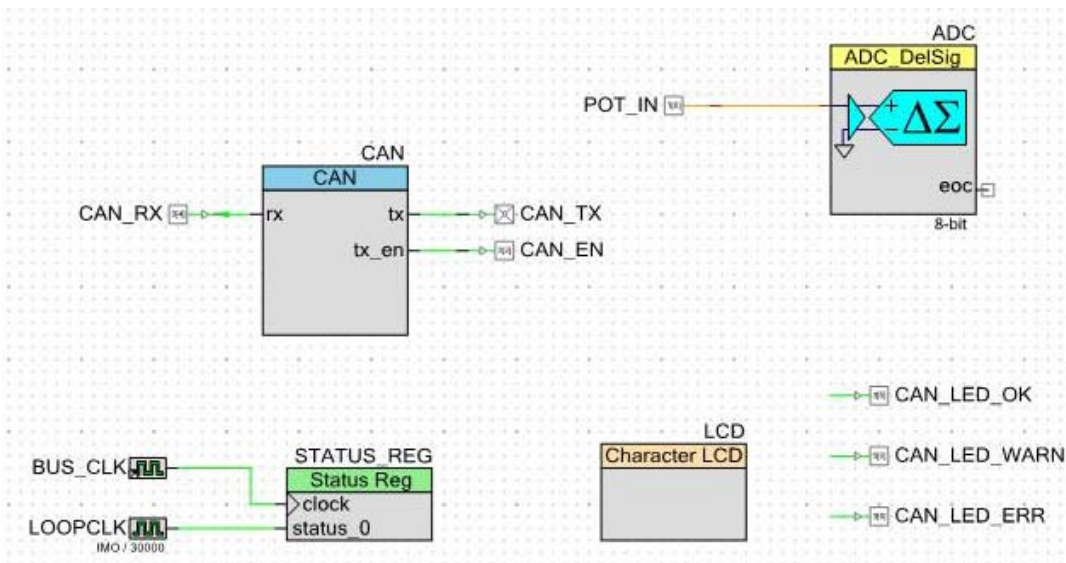 ADC
ADC_DelSig
POT_IN
+
ΔΣ
-
eoc
8-bit
CAN
CAN
CAN_RX
rx
tx
CAN_TX
tx_en
CAN_EN
CAN_LED_OK
LCD
Character LCD
CAN_LED_WARN
CAN_LED_ERR
STATUS_REG
Status Reg
BUS_CLK
clock
LOOPCLK
status_0
IMO / 30000